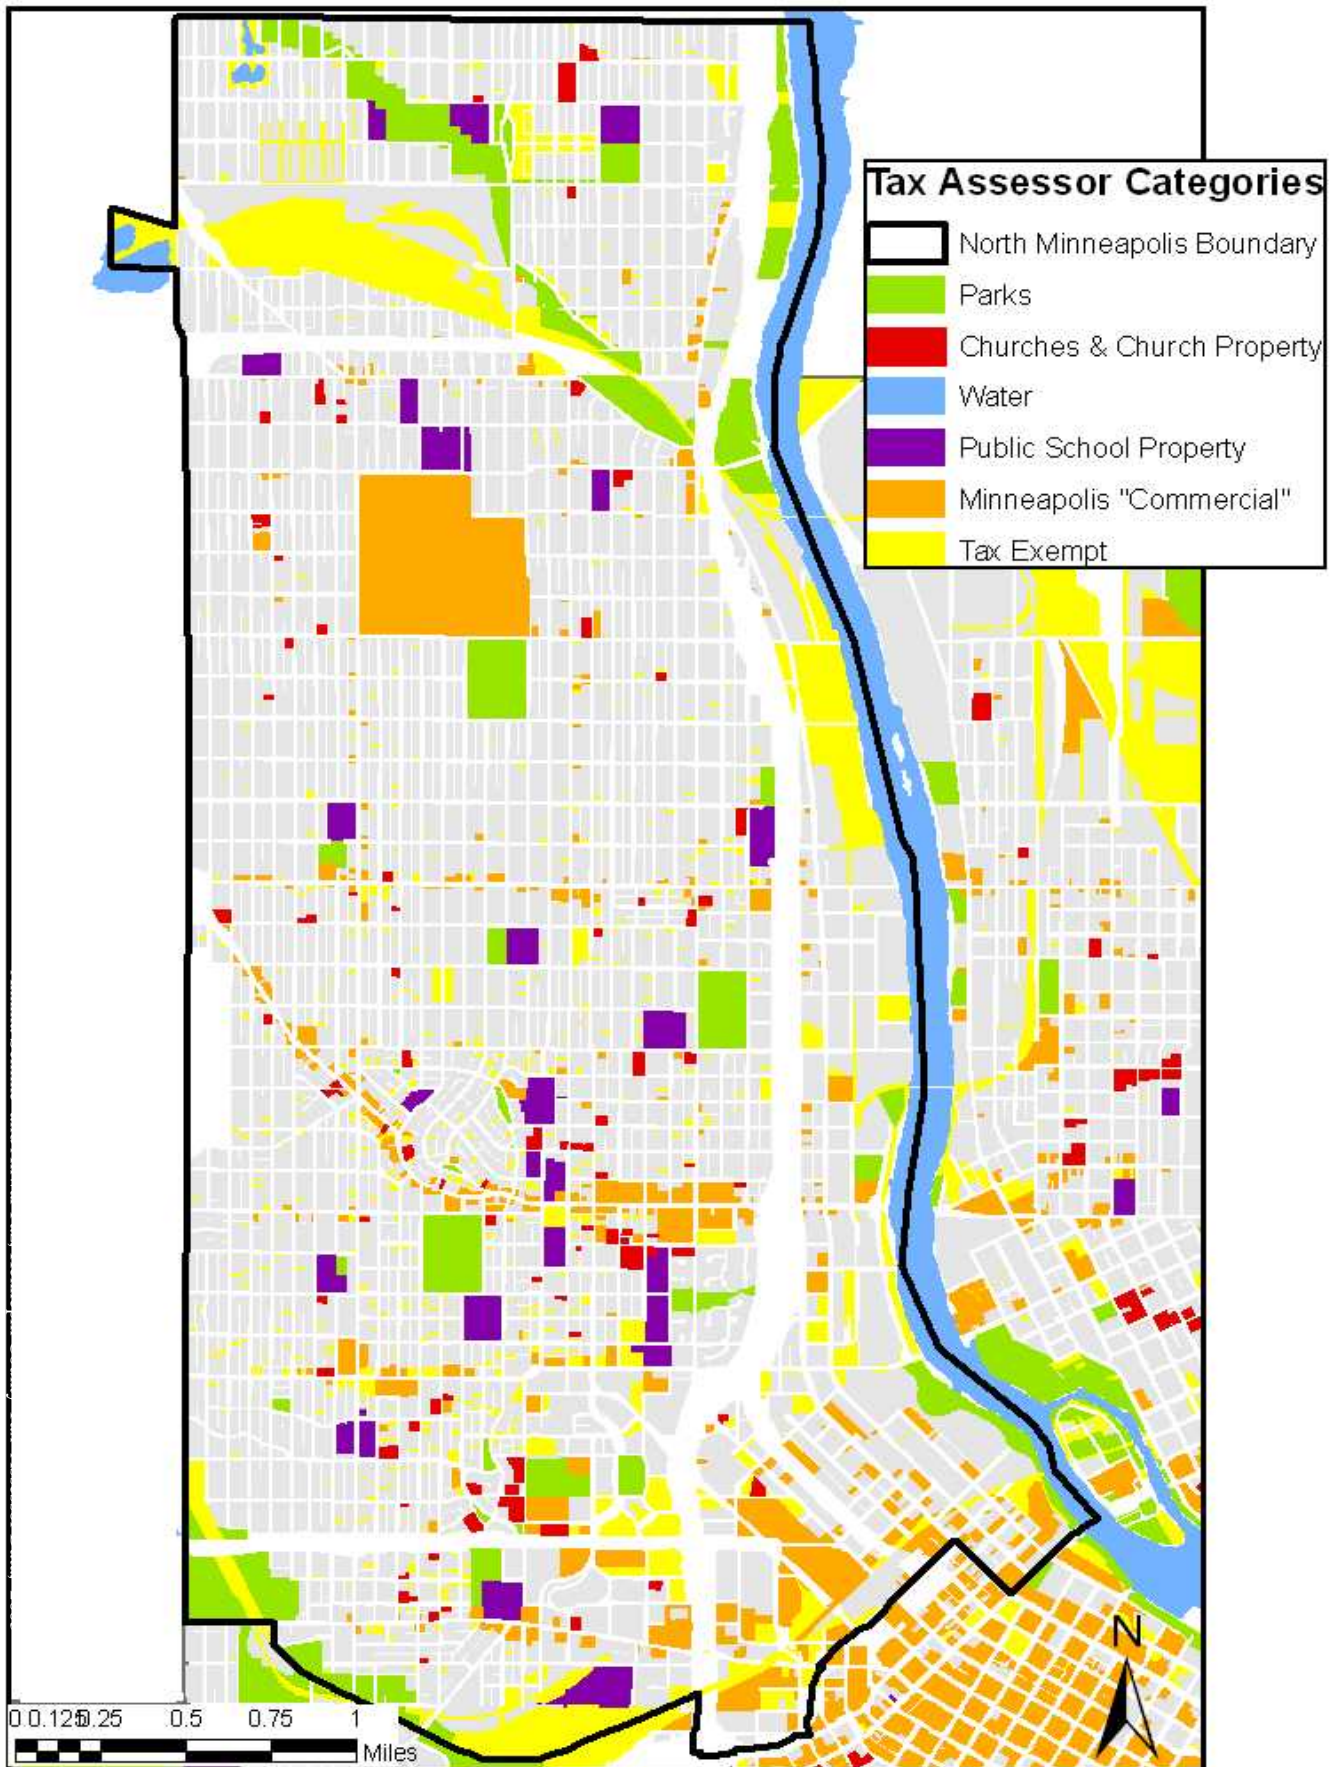 Tax Assessor Categories
North Minneapolis Boundary
Parks
Churches & Church Property
Water
Public School Property
Minneapolis "Commercial"
Tax Exempt
N
0 0.125 0.25 0.5 0.75 1
Miles